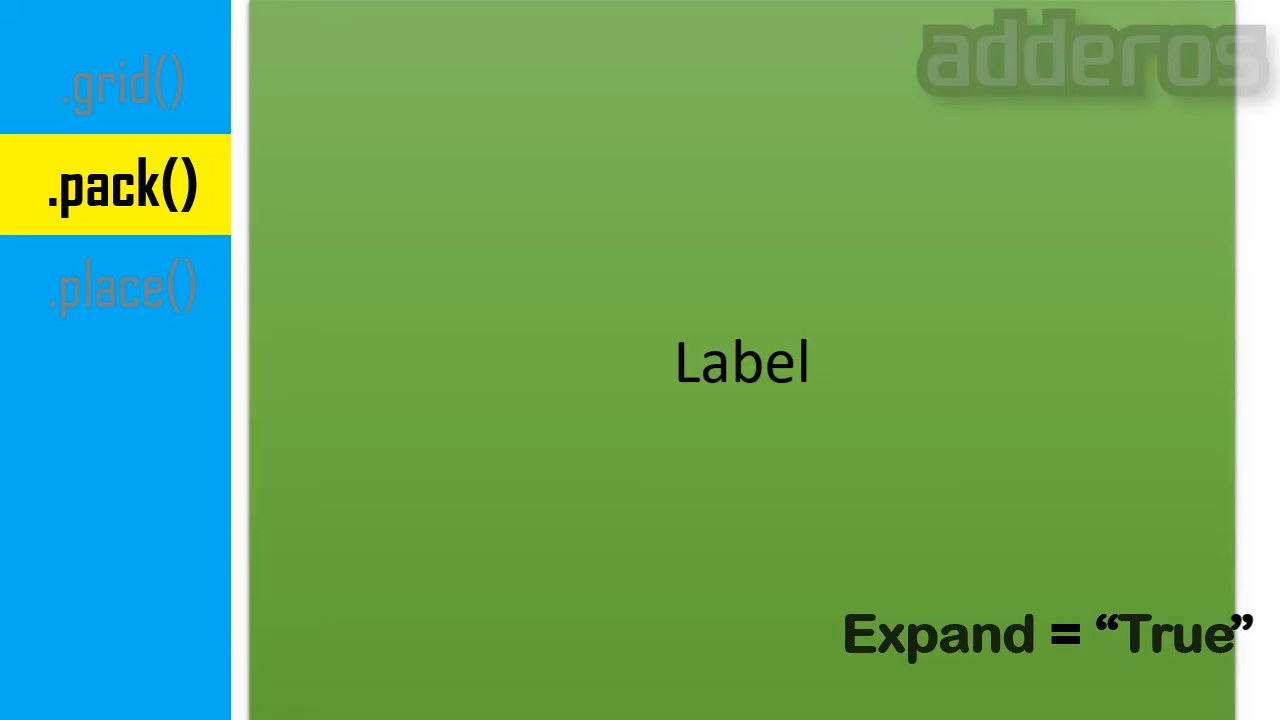 adderos
.grid()
.pack()
.place()
Label
Expand = “True”